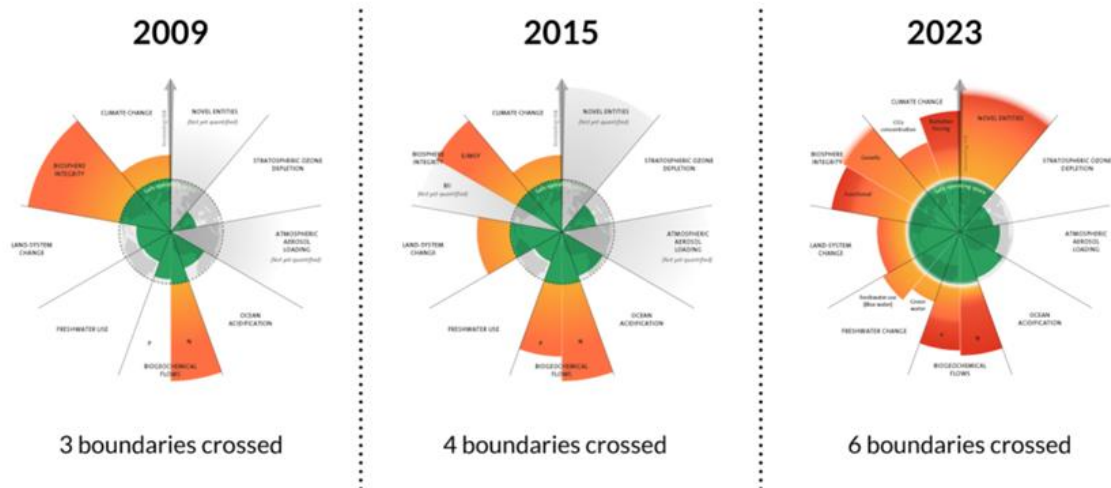 2009
CLIMATE CHANGE
NOVEL ENTITIES
(Not yet quantified)
BIOSPHERE
INTEGRITY
STRATOSPHERIC OZONE
DEPLETION
LAND-SYSTEM
CHANGE
ATMOSPHERIC
AEROSOL
LOADING
(Not yet quantified)
FRESHWATER USE
OCEAN
ACIDIFICATION
P
N
BIOGEOCHEMICAL
FLOWS
3 boundaries crossed
2015
CLIMATE CHANGE
NOVEL ENTITIES
(Not yet quantified)
BIOSPHERE
INTEGRITY
E/MSY
BII
(Not yet quantified)
STRATOSPHERIC OZONE
DEPLETION
LAND-SYSTEM
CHANGE
ATMOSPHERIC
AEROSOL
LOADING
(Not yet quantified)
FRESHWATER USE
OCEAN
ACIDIFICATION
P
N
BIOGEOCHEMICAL
FLOWS
4 boundaries crossed
2023
CLIMATE CHANGE
CO₂
concentration
Radiative
forcing
NOVEL ENTITIES
BIOSPHERE
INTEGRITY
Genetic
Functional
STRATOSPHERIC OZONE
DEPLETION
LAND-SYSTEM
CHANGE
ATMOSPHERIC
AEROSOL
LOADING
Freshwater use
(Blue water)
Green
water
FRESHWATER CHANGE
OCEAN
ACIDIFICATION
P
N
BIOGEOCHEMICAL
FLOWS
6 boundaries crossed